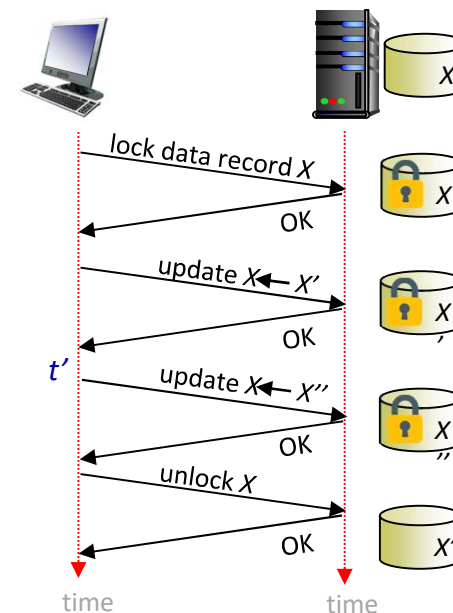 X
lock data record X
X
OK
update X X'
X
'
OK
t'
update X X''
X
''
OK
unlock X
OK
X'
time
time